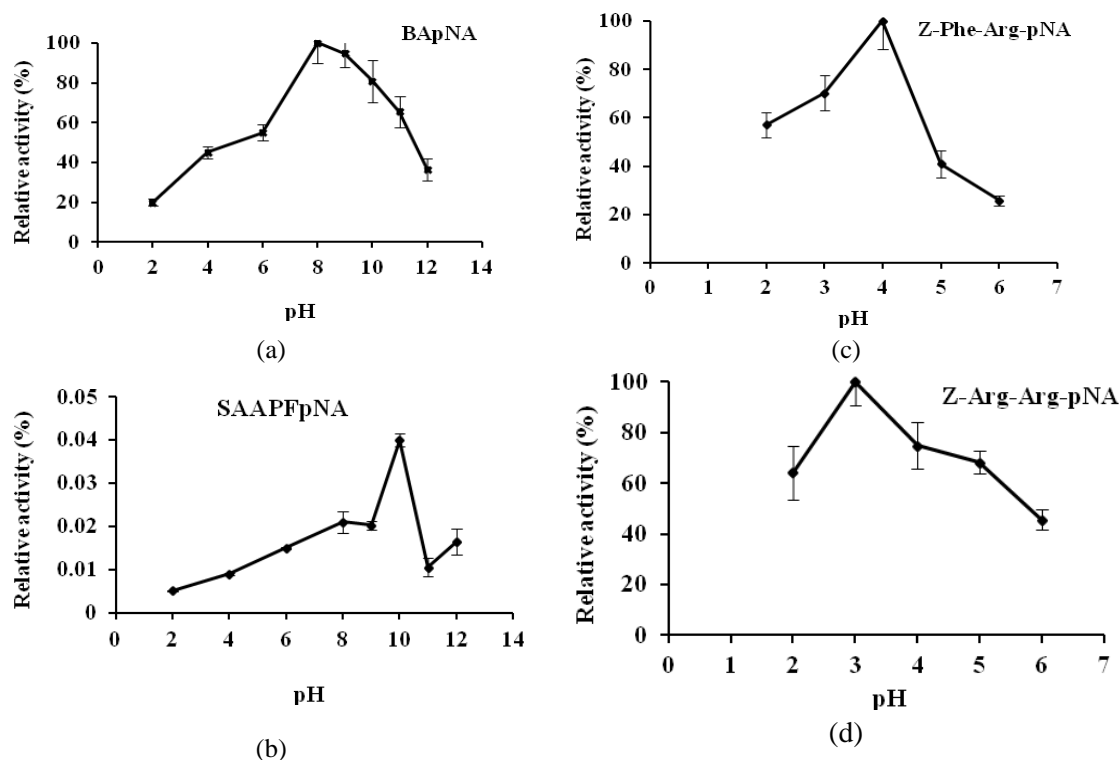 BApNA
Relative activity (%)
100
80
60
40
20
0
0 2 4 6 8 10 12 14
pH
(a)
SAAPFpNA
Relative activity (%)
0.05
0.04
0.03
0.02
0.01
0
0 2 4 6 8 10 12 14
pH
(b)
Z-Phe-Arg-pNA
Relative activity (%)
100
80
60
40
20
0
0 1 2 3 4 5 6 7
pH
(c)
Z-Arg-Arg-pNA
Relative activity (%)
100
80
60
40
20
0
0 1 2 3 4 5 6 7
pH
(d)